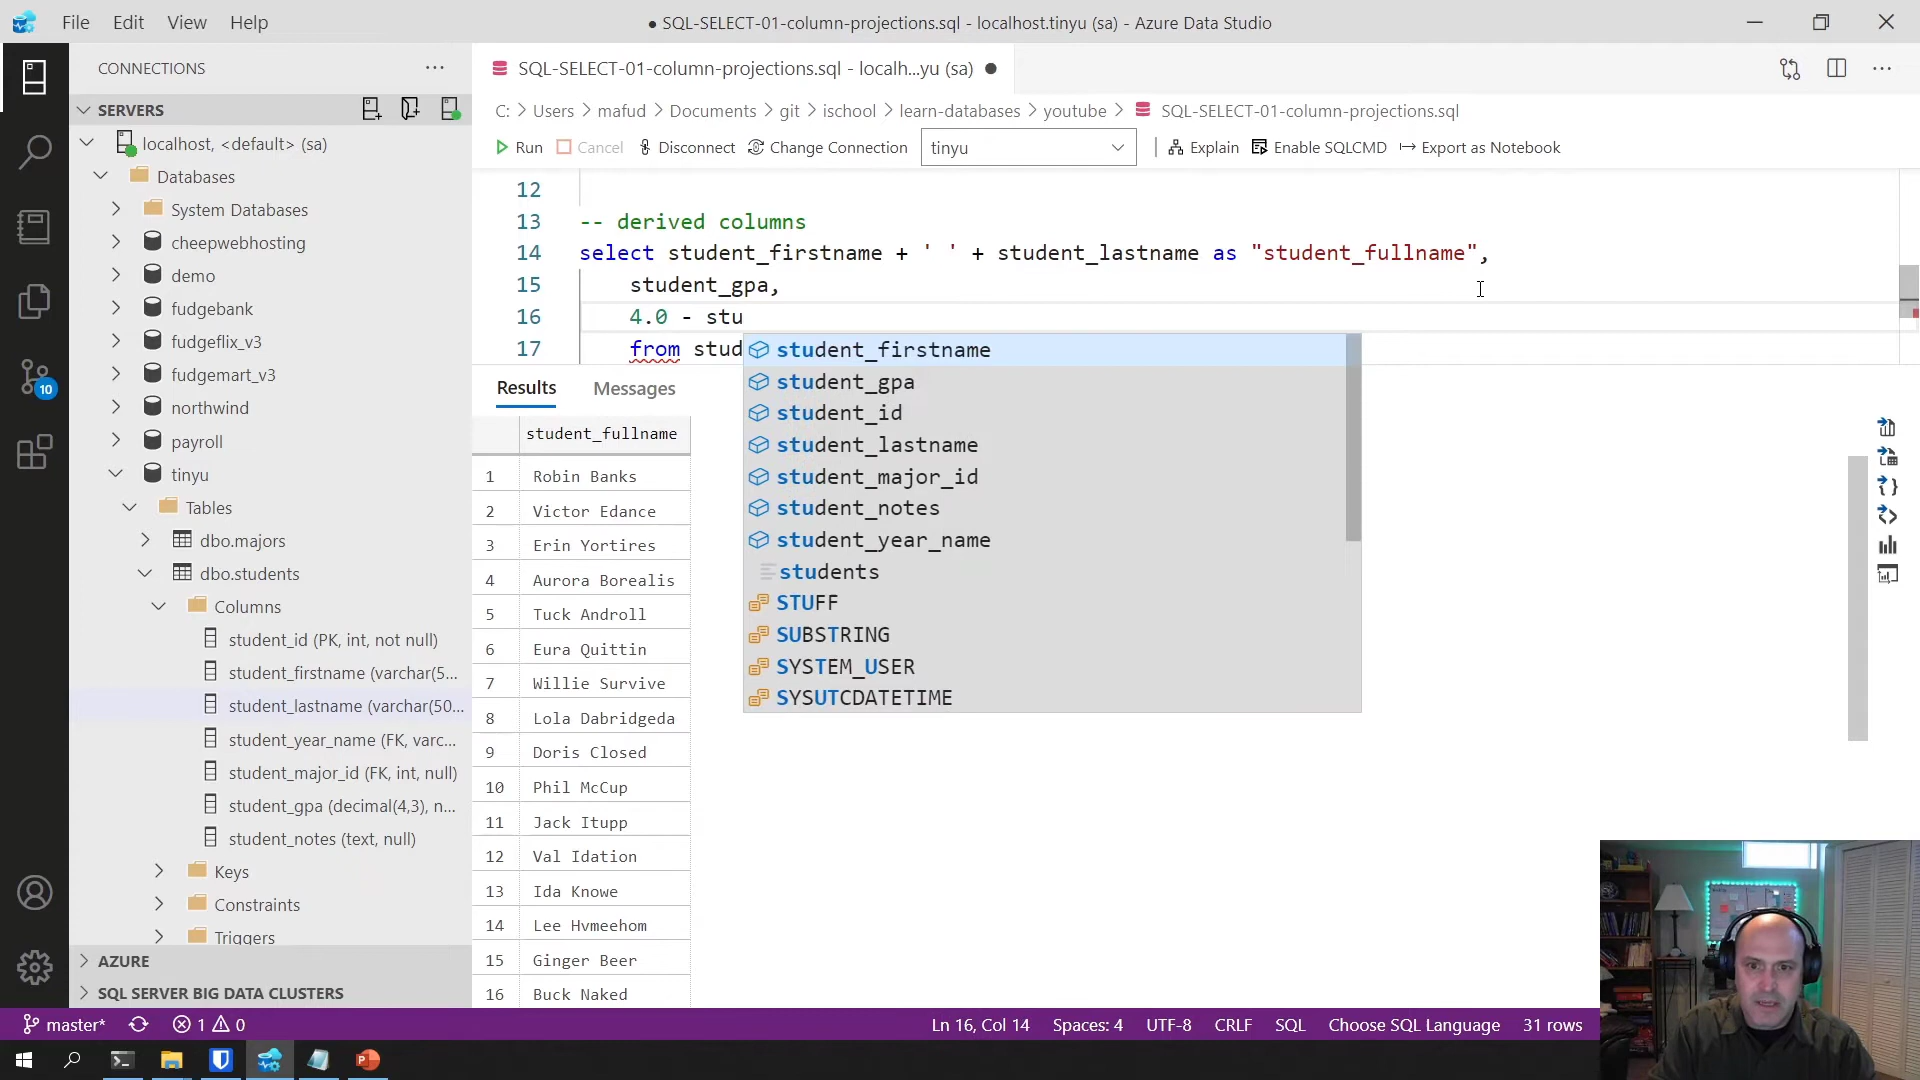 File Edit View Help
● SQL-SELECT-01-column-projections.sql - localhost.tinyu (sa) - Azure Data Studio
CONNECTIONS
SQL-SELECT-01-column-projections.sql - localh...yu (sa) ●
SERVERS
C: > Users > mafud > Documents > git > ischool > learn-databases > youtube > SQL-SELECT-01-column-projections.sql
Run Cancel Disconnect Change Connection tinyu Explain Enable SQLCMD Export as Notebook
localhost, <default> (sa)
Databases
System Databases
cheepwebhosting
demo
fudgebank
fudgeflix_v3
fudgemart_v3
northwind
payroll
tinyu
Tables
dbo.majors
dbo.students
Columns
student_id (PK, int, not null)
student_firstname (varchar(5...
student_lastname (varchar(50...
student_year_name (FK, varc...
student_major_id (FK, int, null)
student_gpa (decimal(4,3), n...
student_notes (text, null)
Keys
Constraints
Triggers
AZURE
SQL SERVER BIG DATA CLUSTERS
10
12
13 -- derived columns
14 select student_firstname + ' ' + student_lastname as "student_fullname",
15 student_gpa,
16 4.0 - stu
17 from stud
student_firstname
student_gpa
student_id
student_lastname
student_major_id
student_notes
student_year_name
students
STUFF
SUBSTRING
SYSTEM_USER
SYSUTCDATETIME
Results Messages
student_fullname
1 Robin Banks
2 Victor Edance
3 Erin Yortires
4 Aurora Borealis
5 Tuck Androll
6 Eura Quittin
7 Willie Survive
8 Lola Dabridgeda
9 Doris Closed
10 Phil McCup
11 Jack Itupp
12 Val Idation
13 Ida Knowe
14 Lee Hvmeehom
15 Ginger Beer
16 Buck Naked
master* 1 0 Ln 16, Col 14 Spaces: 4 UTF-8 CRLF SQL Choose SQL Language 31 rows